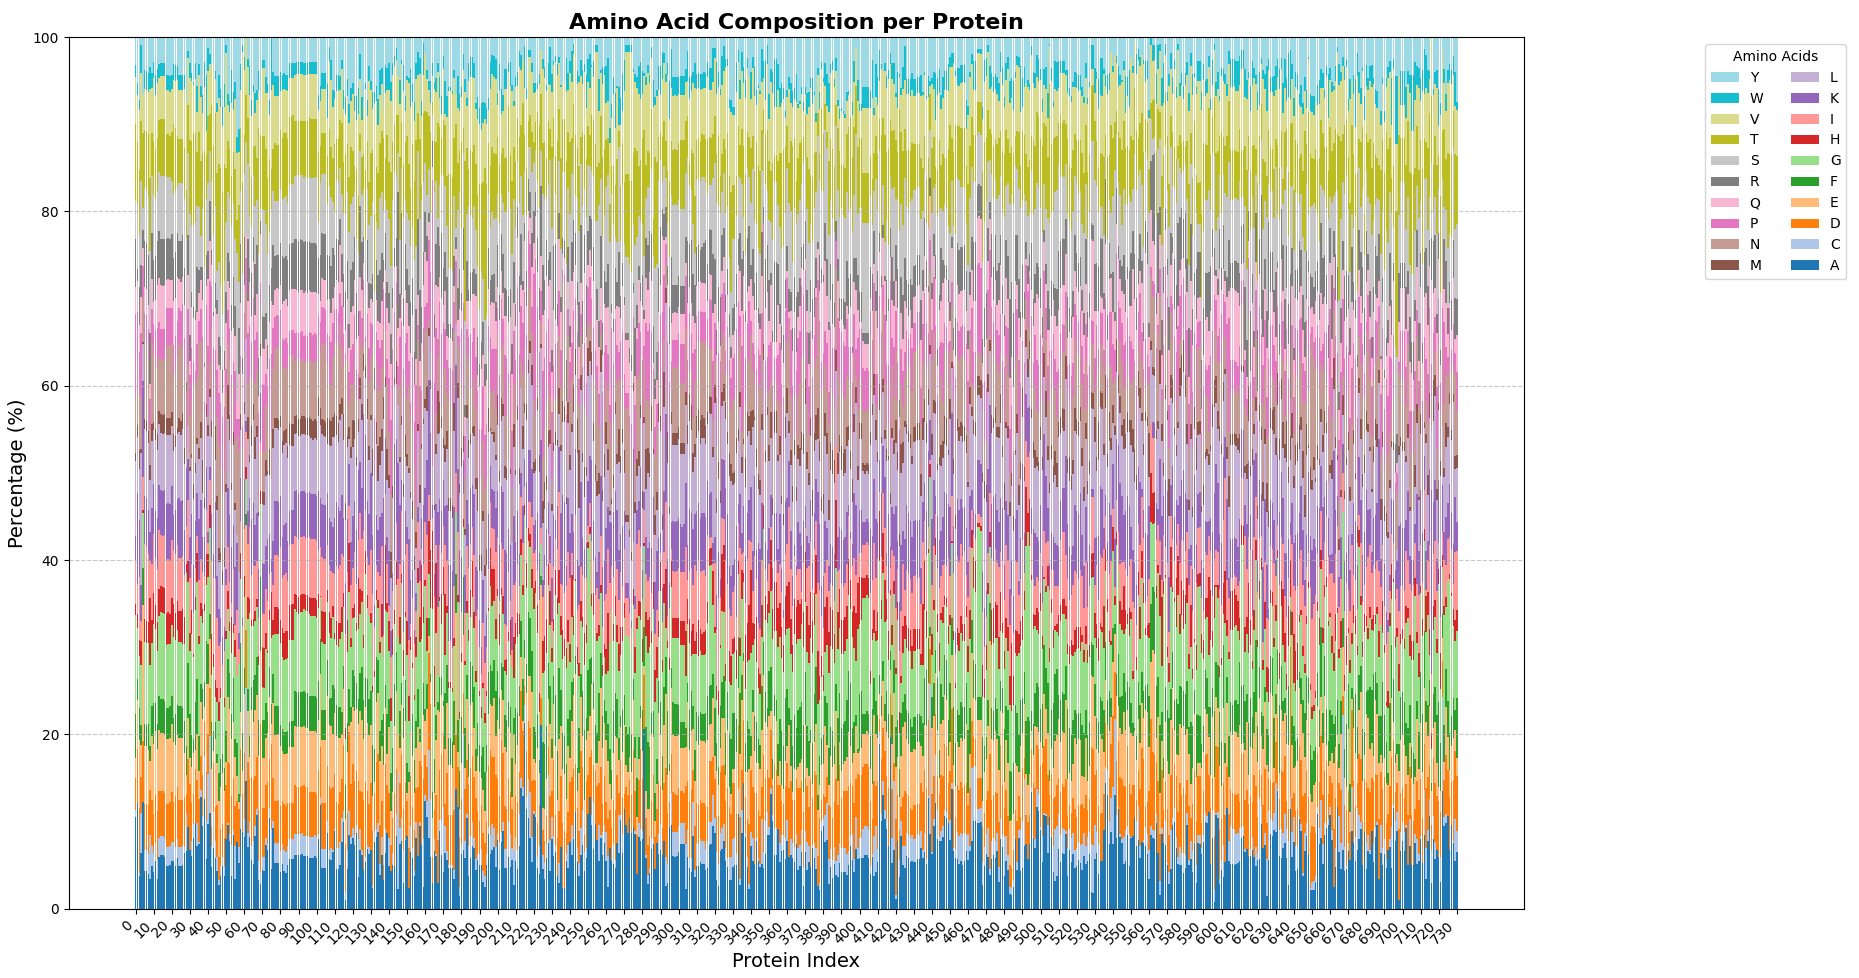 Amino Acid Composition per Protein
Percentage (%)
100
80
60
40
20
0
0 10 20 30 40 50 60 70 80 90 100 110 120 130 140 150 160 170 180 190 200 210 220 230 240 250 260 270 280 290 300 310 320 330 340 350 360 370 380 390 400 410 420 430 440 450 460 470 480 490 500 510 520 530 540 550 560 570 580 590 600 610 620 630 640 650 660 670 680 690 700 710 720 730
Protein Index
Amino Acids
Y L
W K
V I
T H
S G
R F
Q E
P D
N C
M A